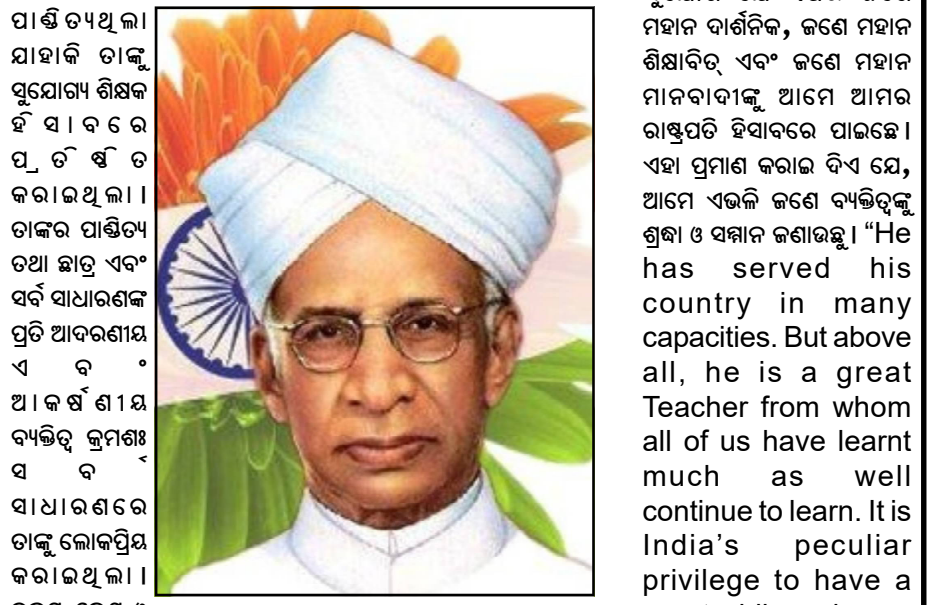 ପାଣ୍ଡିତ୍ୟଥିଲା
ଯାହାକି ତାଙ୍କୁ
ସୁଯୋଗ୍ୟ ଶିକ୍ଷକ
ହିସାବରେ
ପ୍ରତିଷ୍ଠିତ
କରାଇଥିଲା।
ତାଙ୍କର ପାଣ୍ଡିତ୍ୟ
ତଥା ଛାତ୍ର ଏବଂ
ସର୍ବ ସାଧାରଣଙ୍କ
ପ୍ରତି ଆଦରଣୀୟ
ଏବଂ
ଆକର୍ଷଣୀୟ
ବ୍ୟକ୍ତିତ୍ୱ କ୍ରମଶଃ
ସର୍ବ
ସାଧାରଣରେ
ତାଙ୍କୁ ଲୋକପ୍ରିୟ
କରାଇଥିଲା।
ମହାନ ଦାର୍ଶନିକ, ଜଣେ ମହାନ
ଶିକ୍ଷାବିତ୍ ଏବଂ ଜଣେ ମହାନ
ମାନବାଦୀଙ୍କୁ ଆମେ ଆମର
ରାଷ୍ଟ୍ରପତି ହିସାବରେ ପାଇଛେ।
ଏହା ପ୍ରମାଣ କରାଇ ଦିଏ ଯେ,
ଆମେ ଏଭଳି ଜଣେ ବ୍ୟକ୍ତିତ୍ୱଙ୍କୁ
ଶ୍ରଦ୍ଧା ଓ ସମ୍ମାନ ଜଣାଉଛୁ। “He
has served his
country in many
capacities. But above
all, he is a great
Teacher from whom
all of us have learnt
much as well
continue to learn. It is
India’s peculiar
privilege to have a